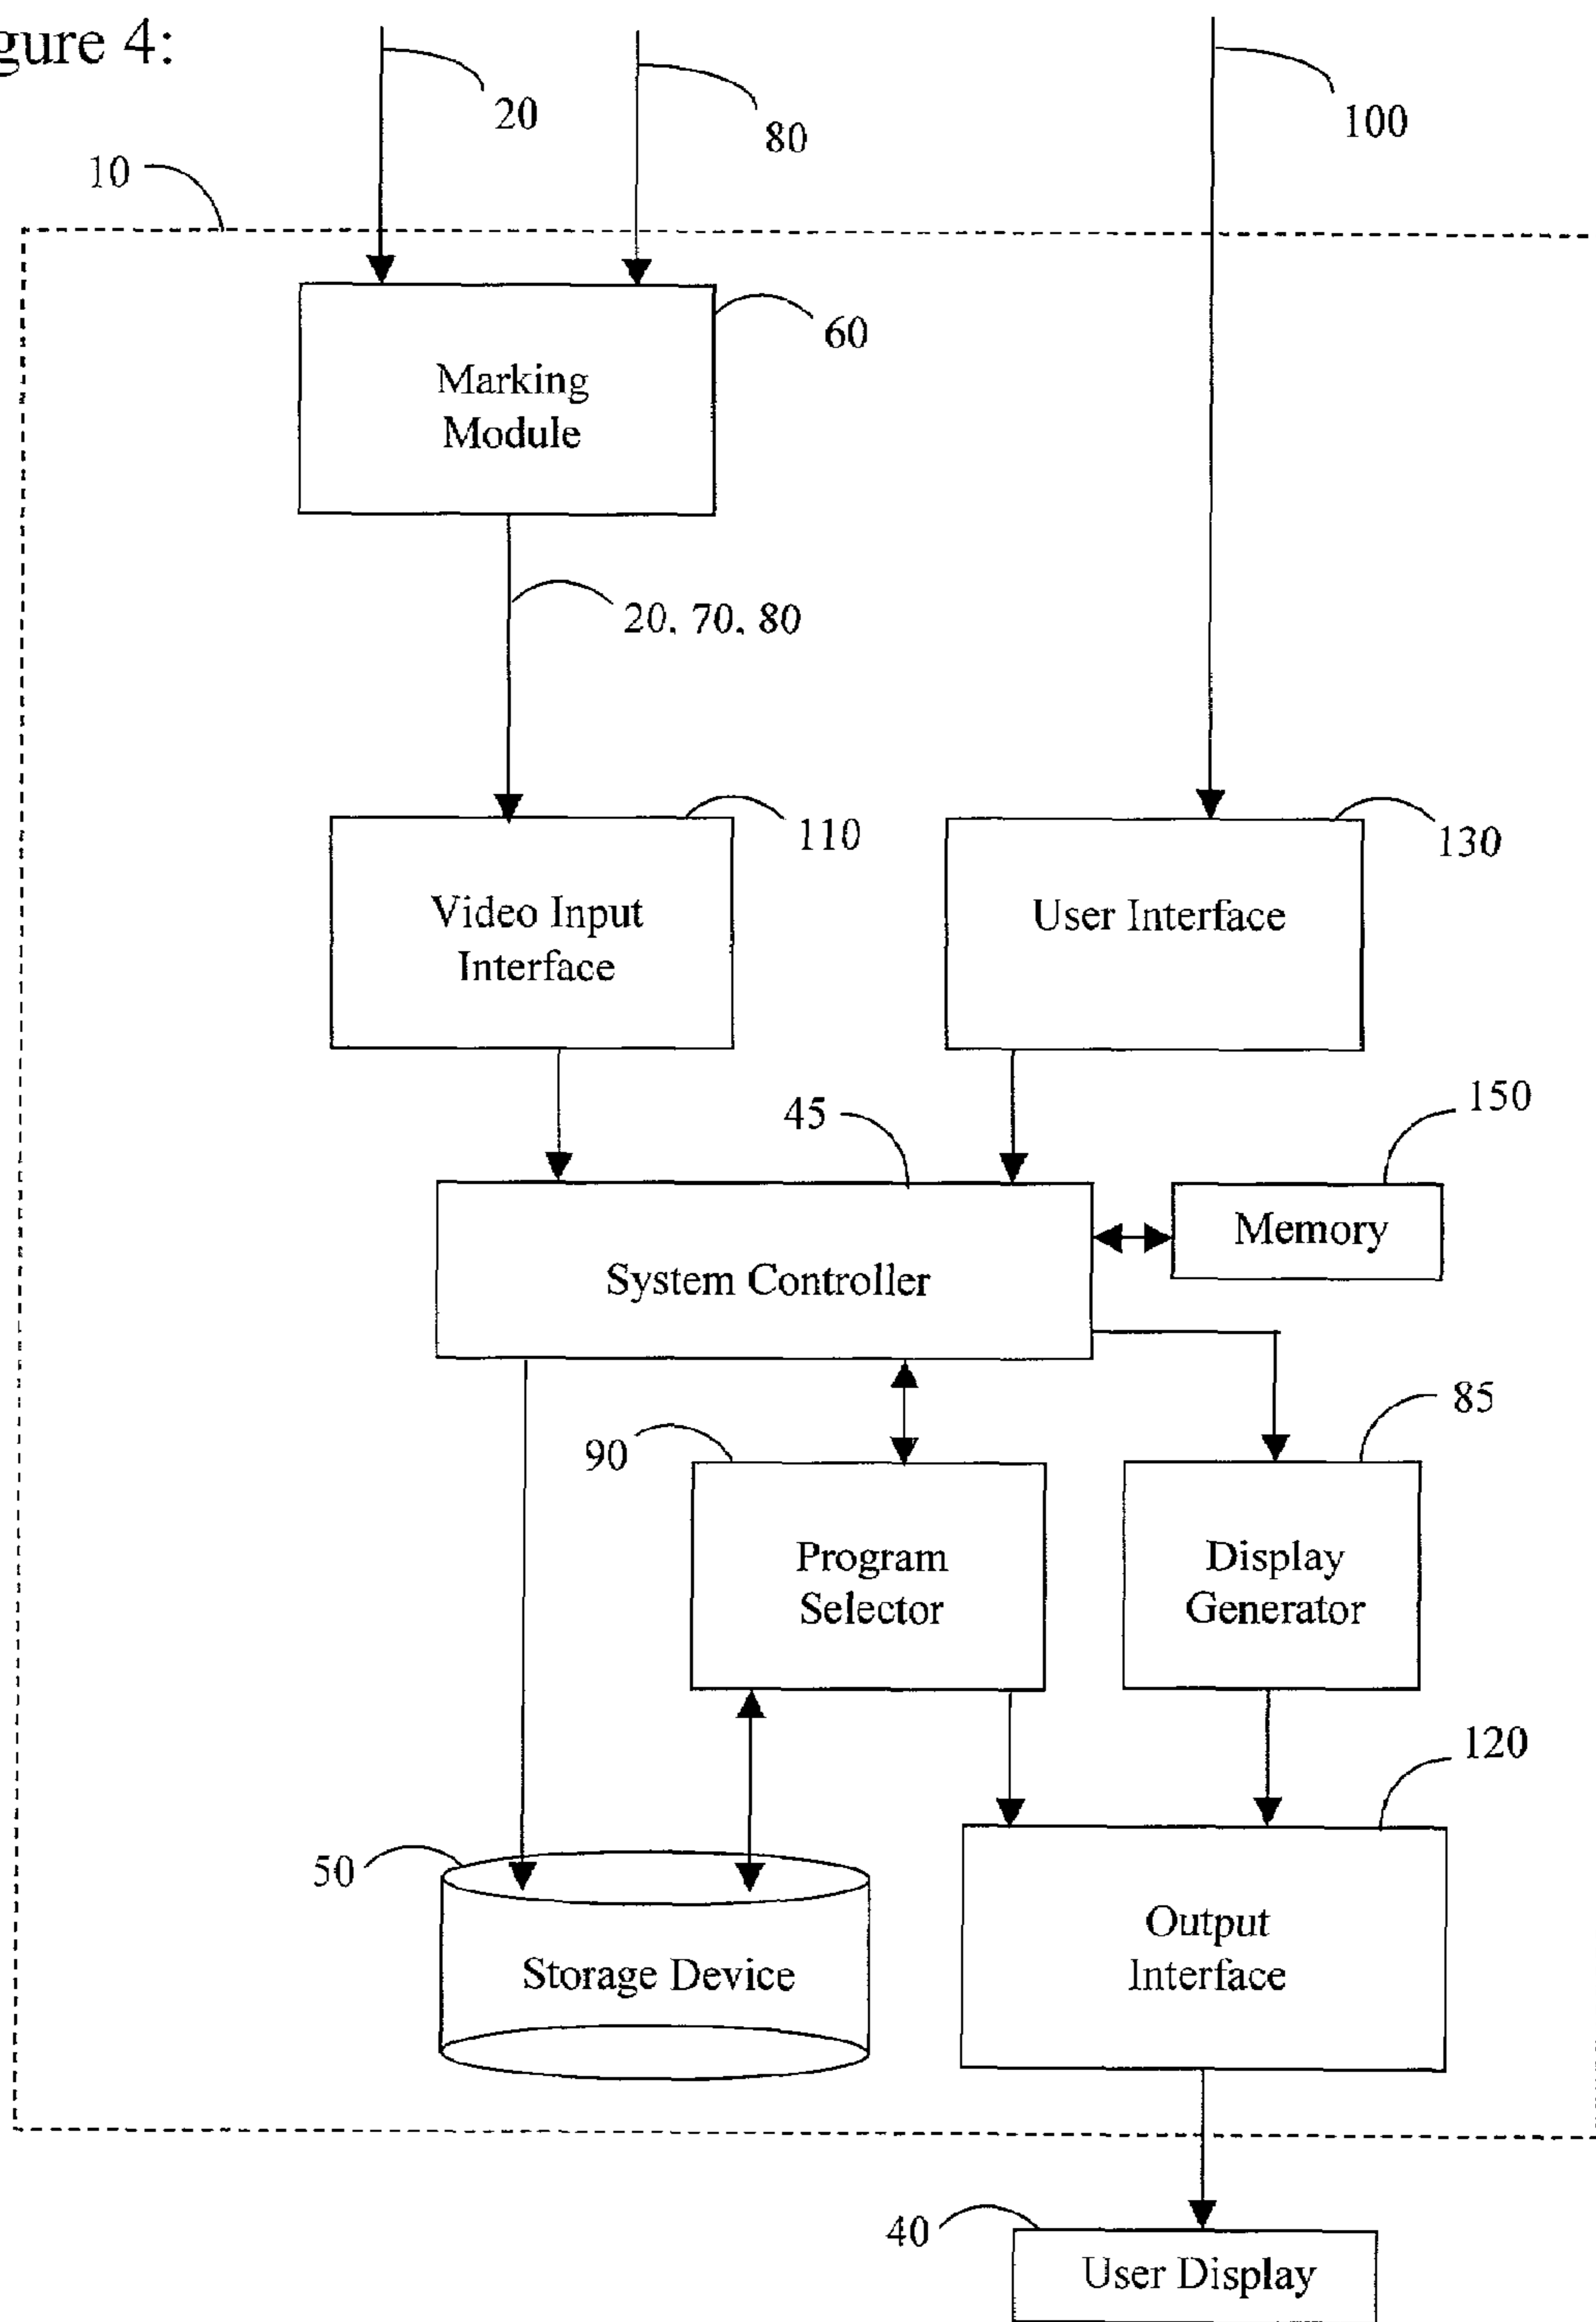 gure 4:
20
80
100
10
60
Marking
Module
20, 70, 80
110
130
Video Input
Interface
User Interface
45
150
Memory
System Controller
85
90
Program
Selector
Display
Generator
120
50
Output
Interface
Storage Device
40
User Display